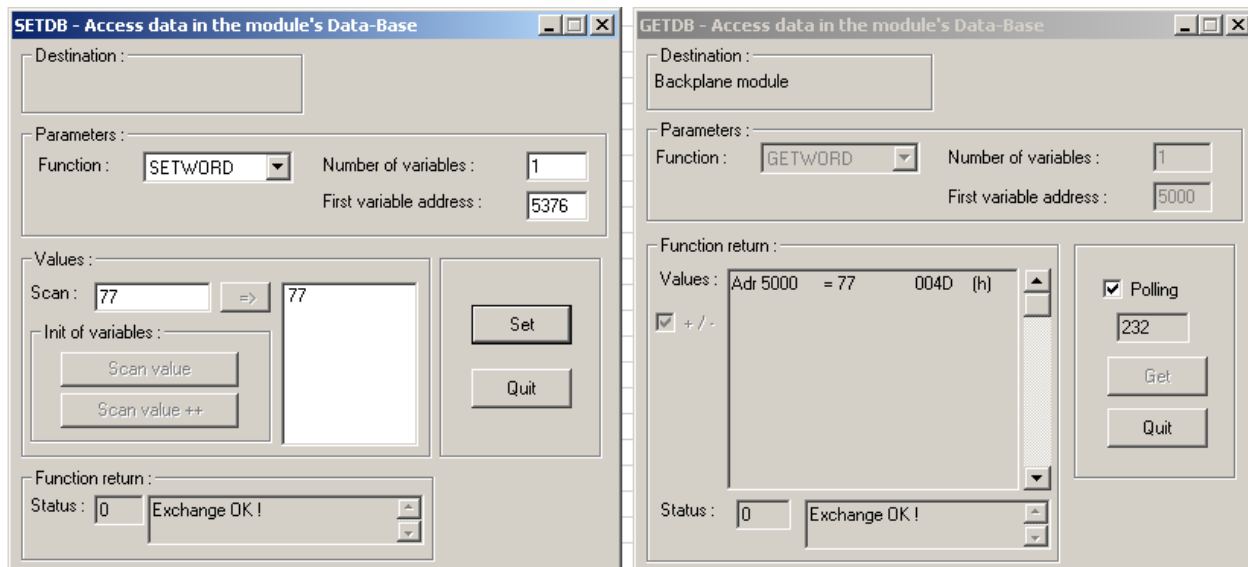 SETDB - Access data in the module's Data-Base
Destination :
Parameters :
Function : SETWORD Number of variables : 1
First variable address : 5376
Values :
Scan : 77 => 77
Init of variables :
Scan value
Scan value ++
Set
Quit
Function return :
Status : 0 Exchange OK !
GETDB - Access data in the module's Data-Base
Destination :
Backplane module
Parameters :
Function : GETWORD Number of variables : 1
First variable address : 5000
Function return :
Values : Adr 5000 = 77 004D (h)
+ / -
Polling
232
Get
Quit
Status : 0 Exchange OK !